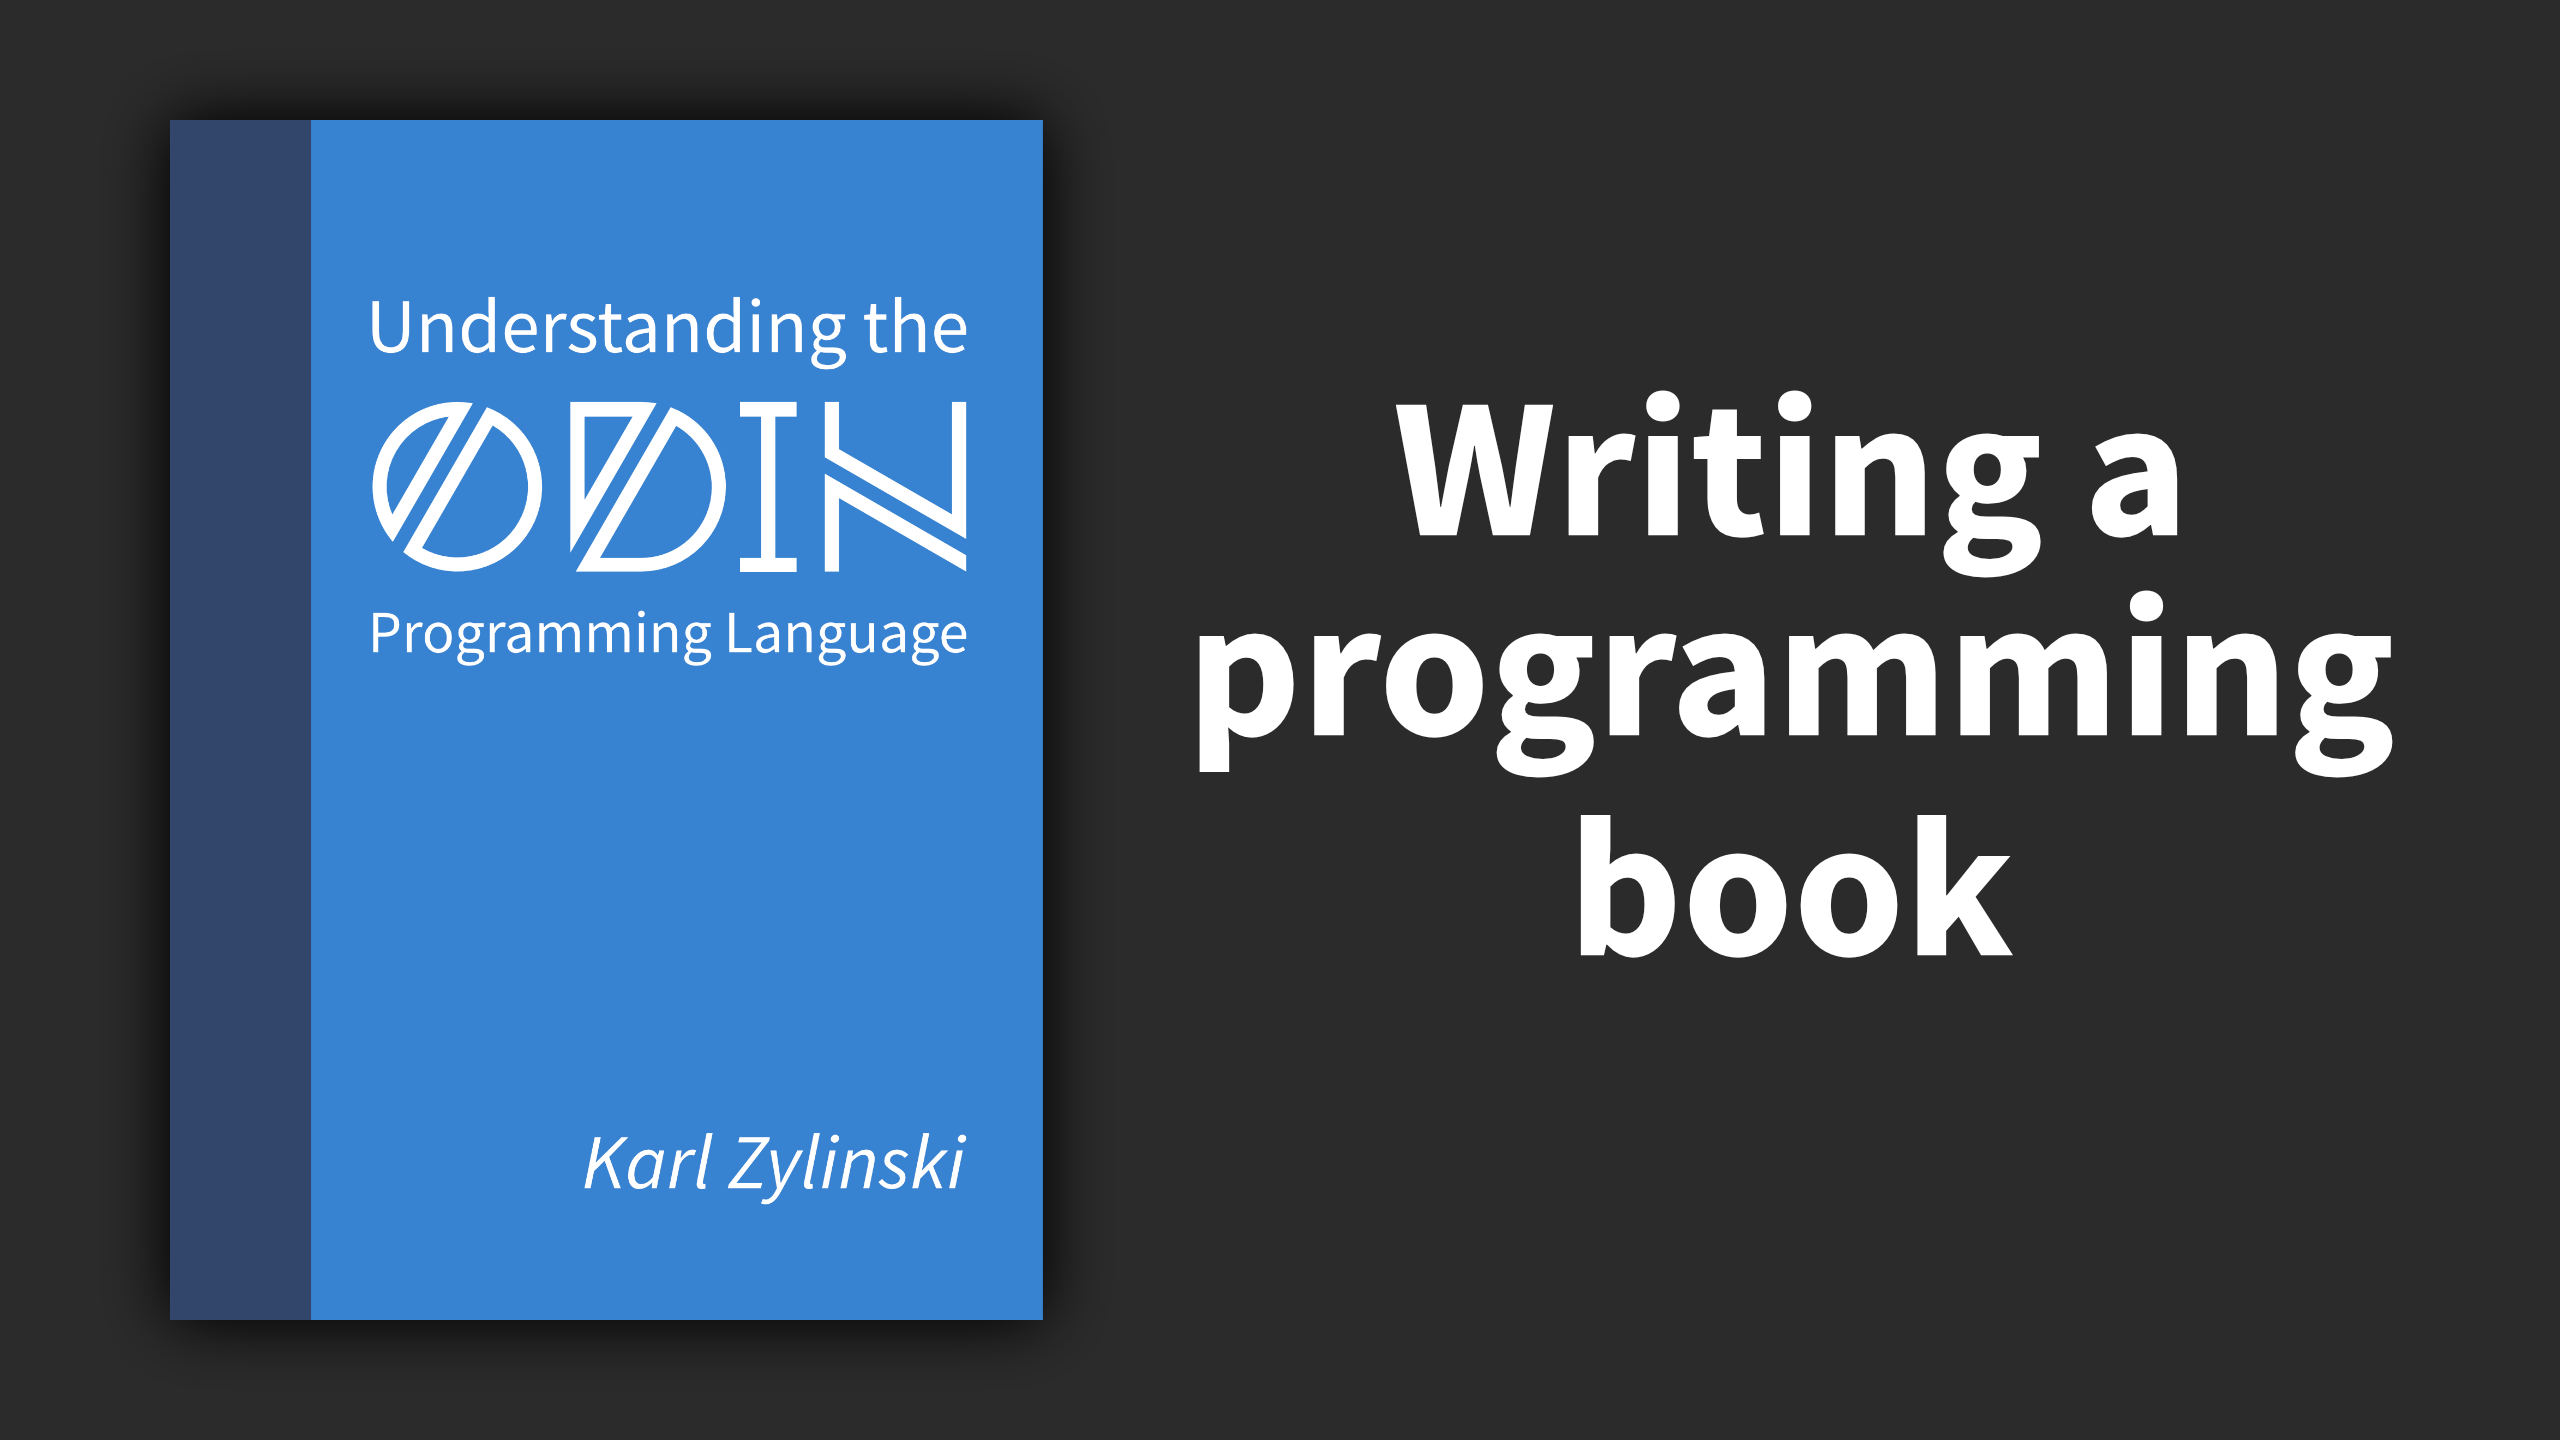 Understanding the
ODIN
Programming Language
Karl Zylinski
Writing a
programming
book